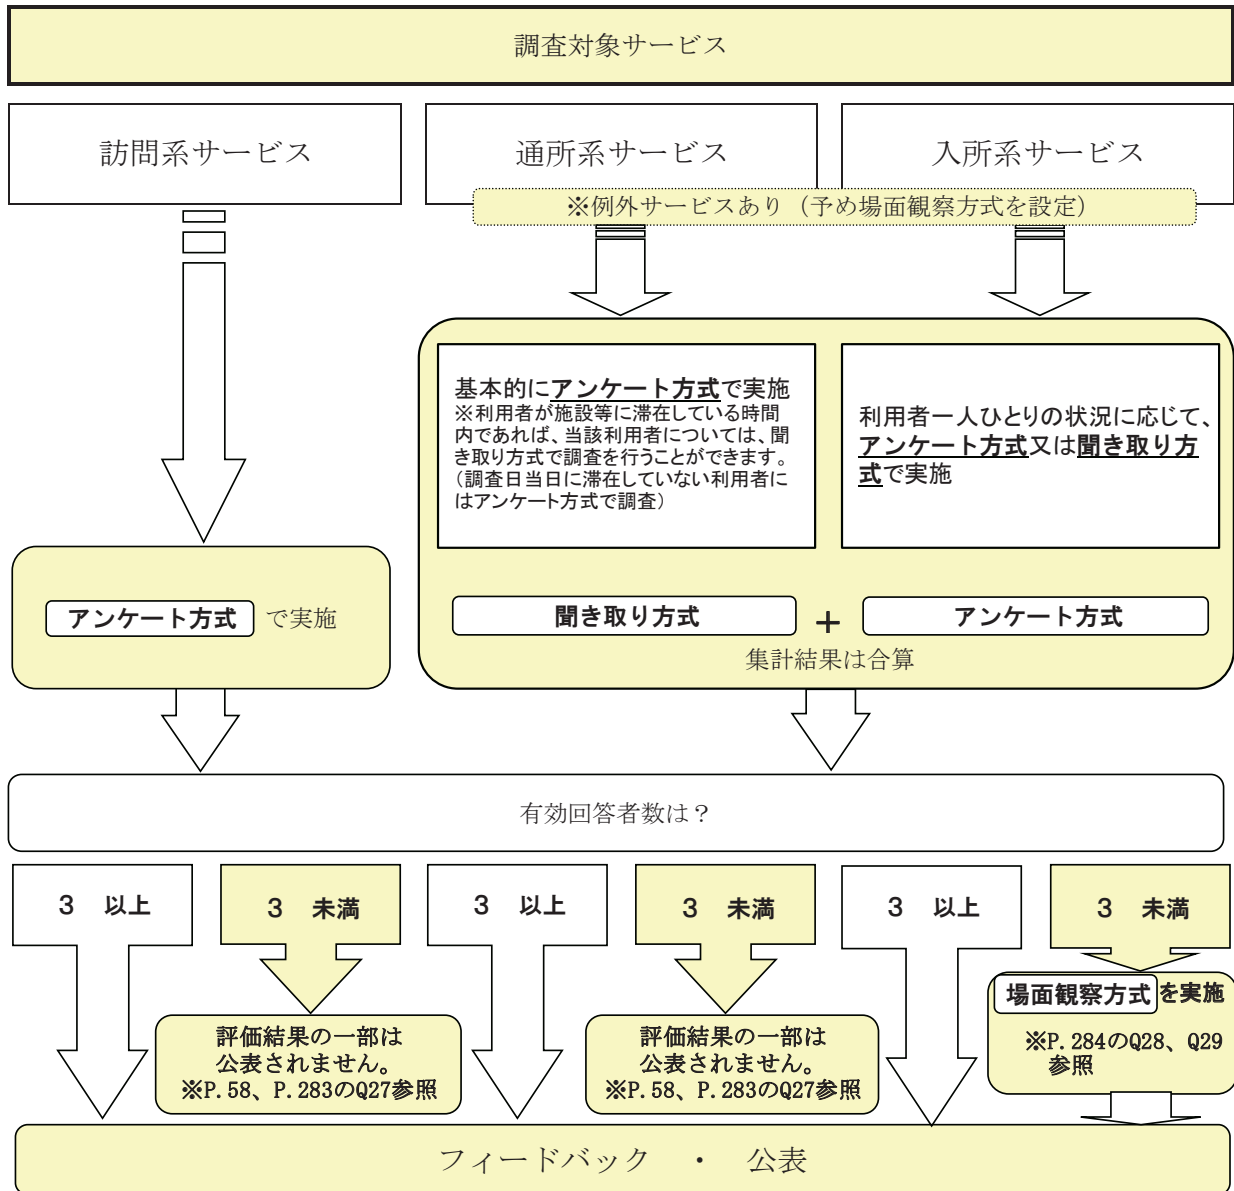 調査対象サービス
訪問系サービス
通所系サービス
入所系サービス
※例外サービスあり（予め場面観察方式を設定）
基本的にアンケート方式で実施
※利用者が施設等に滞在している時間
内であれば、当該利用者については、聞
き取り方式で調査を行うことができます。
（調査日当日に滞在していない利用者に
はアンケート方式で調査）
利用者一人ひとりの状況に応じて、
アンケート方式又は聞き取り方
式で実施
アンケート方式 で実施
聞き取り方式 + アンケート方式
集計結果は合算
有効回答者数は？
3 以上
3 未満
3 以上
3 未満
3 以上
3 未満
評価結果の一部は
公表されません。
※P.58、P.283のQ27参照
評価結果の一部は
公表されません。
※P.58、P.283のQ27参照
場面観察方式を実施
※P.284のQ28、Q29
参照
フィードバック ・ 公表